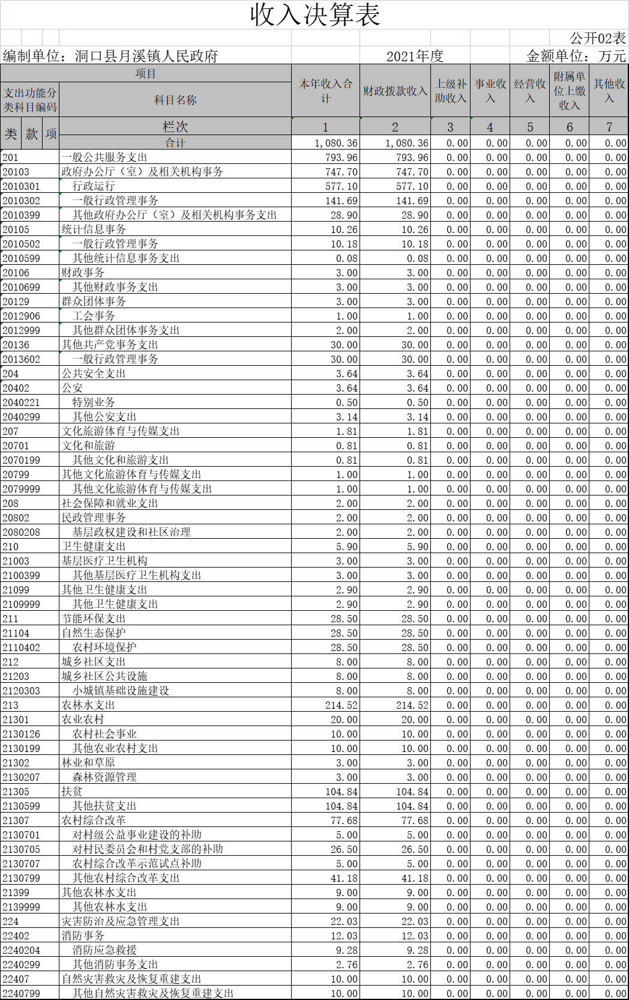 收入决算表
公开02表
编制单位：洞口县月溪镇人民政府 2021年度 金额单位：万元
项目 本年收入合计 财政拨款收入 上级补助收入 事业收入 经营收入 附属单位上缴收入 其他收入
支出功能分类科目编码 科目名称
类 款 项 栏次 1 2 3 4 5 6 7
合计 1,080.36 1,080.36 0.00 0.00 0.00 0.00 0.00
201 一般公共服务支出 793.96 793.96 0.00 0.00 0.00 0.00 0.00
20103 政府办公厅（室）及相关机构事务 747.70 747.70 0.00 0.00 0.00 0.00 0.00
2010301 行政运行 577.10 577.10 0.00 0.00 0.00 0.00 0.00
2010302 一般行政管理事务 141.69 141.69 0.00 0.00 0.00 0.00 0.00
2010399 其他政府办公厅（室）及相关机构事务支出 28.90 28.90 0.00 0.00 0.00 0.00 0.00
20105 统计信息事务 10.26 10.26 0.00 0.00 0.00 0.00 0.00
2010502 一般行政管理事务 10.18 10.18 0.00 0.00 0.00 0.00 0.00
2010599 其他统计信息事务支出 0.08 0.08 0.00 0.00 0.00 0.00 0.00
20106 财政事务 3.00 3.00 0.00 0.00 0.00 0.00 0.00
2010699 其他财政事务支出 3.00 3.00 0.00 0.00 0.00 0.00 0.00
20129 群众团体事务 3.00 3.00 0.00 0.00 0.00 0.00 0.00
2012906 工会事务 1.00 1.00 0.00 0.00 0.00 0.00 0.00
2012999 其他群众团体事务支出 2.00 2.00 0.00 0.00 0.00 0.00 0.00
20136 其他共产党事务支出 30.00 30.00 0.00 0.00 0.00 0.00 0.00
2013602 一般行政管理事务 30.00 30.00 0.00 0.00 0.00 0.00 0.00
204 公共安全支出 3.64 3.64 0.00 0.00 0.00 0.00 0.00
20402 公安 3.64 3.64 0.00 0.00 0.00 0.00 0.00
2040221 特别业务 0.50 0.50 0.00 0.00 0.00 0.00 0.00
2040299 其他公安支出 3.14 3.14 0.00 0.00 0.00 0.00 0.00
207 文化旅游体育与传媒支出 1.81 1.81 0.00 0.00 0.00 0.00 0.00
20701 文化和旅游 0.81 0.81 0.00 0.00 0.00 0.00 0.00
2070199 其他文化和旅游支出 0.81 0.81 0.00 0.00 0.00 0.00 0.00
20799 其他文化旅游体育与传媒支出 1.00 1.00 0.00 0.00 0.00 0.00 0.00
2079999 其他文化旅游体育与传媒支出 1.00 1.00 0.00 0.00 0.00 0.00 0.00
208 社会保障和就业支出 2.00 2.00 0.00 0.00 0.00 0.00 0.00
20802 民政管理事务 2.00 2.00 0.00 0.00 0.00 0.00 0.00
2080208 基层政权建设和社区治理 2.00 2.00 0.00 0.00 0.00 0.00 0.00
210 卫生健康支出 5.90 5.90 0.00 0.00 0.00 0.00 0.00
21003 基层医疗卫生机构 3.00 3.00 0.00 0.00 0.00 0.00 0.00
2100399 其他基层医疗卫生机构支出 3.00 3.00 0.00 0.00 0.00 0.00 0.00
21099 其他卫生健康支出 2.90 2.90 0.00 0.00 0.00 0.00 0.00
2109999 其他卫生健康支出 2.90 2.90 0.00 0.00 0.00 0.00 0.00
211 节能环保支出 28.50 28.50 0.00 0.00 0.00 0.00 0.00
21104 自然生态保护 28.50 28.50 0.00 0.00 0.00 0.00 0.00
2110402 农村环境保护 28.50 28.50 0.00 0.00 0.00 0.00 0.00
212 城乡社区支出 8.00 8.00 0.00 0.00 0.00 0.00 0.00
21203 城乡社区公共设施 8.00 8.00 0.00 0.00 0.00 0.00 0.00
2120303 小城镇基础设施建设 8.00 8.00 0.00 0.00 0.00 0.00 0.00
213 农林水支出 214.52 214.52 0.00 0.00 0.00 0.00 0.00
21301 农业农村 20.00 20.00 0.00 0.00 0.00 0.00 0.00
2130126 农村社会事业 10.00 10.00 0.00 0.00 0.00 0.00 0.00
2130199 其他农业农村支出 10.00 10.00 0.00 0.00 0.00 0.00 0.00
21302 林业和草原 3.00 3.00 0.00 0.00 0.00 0.00 0.00
2130207 森林资源管理 3.00 3.00 0.00 0.00 0.00 0.00 0.00
21305 扶贫 104.84 104.84 0.00 0.00 0.00 0.00 0.00
2130599 其他扶贫支出 104.84 104.84 0.00 0.00 0.00 0.00 0.00
21307 农村综合改革 77.68 77.68 0.00 0.00 0.00 0.00 0.00
2130701 对村级公益事业建设的补助 5.00 5.00 0.00 0.00 0.00 0.00 0.00
2130705 对村民委员会和村党支部的补助 26.50 26.50 0.00 0.00 0.00 0.00 0.00
2130707 农村综合改革示范试点补助 5.00 5.00 0.00 0.00 0.00 0.00 0.00
2130799 其他农村综合改革支出 41.18 41.18 0.00 0.00 0.00 0.00 0.00
21399 其他农林水支出 9.00 9.00 0.00 0.00 0.00 0.00 0.00
2139999 其他农林水支出 9.00 9.00 0.00 0.00 0.00 0.00 0.00
224 灾害防治及应急管理支出 22.03 22.03 0.00 0.00 0.00 0.00 0.00
22402 消防事务 12.03 12.03 0.00 0.00 0.00 0.00 0.00
2240204 消防应急救援 9.28 9.28 0.00 0.00 0.00 0.00 0.00
2240299 其他消防事务支出 2.76 2.76 0.00 0.00 0.00 0.00 0.00
22407 自然灾害救灾及恢复重建支出 10.00 10.00 0.00 0.00 0.00 0.00 0.00
2240799 其他自然灾害救灾及恢复重建支出 10.00 10.00 0.00 0.00 0.00 0.00 0.00